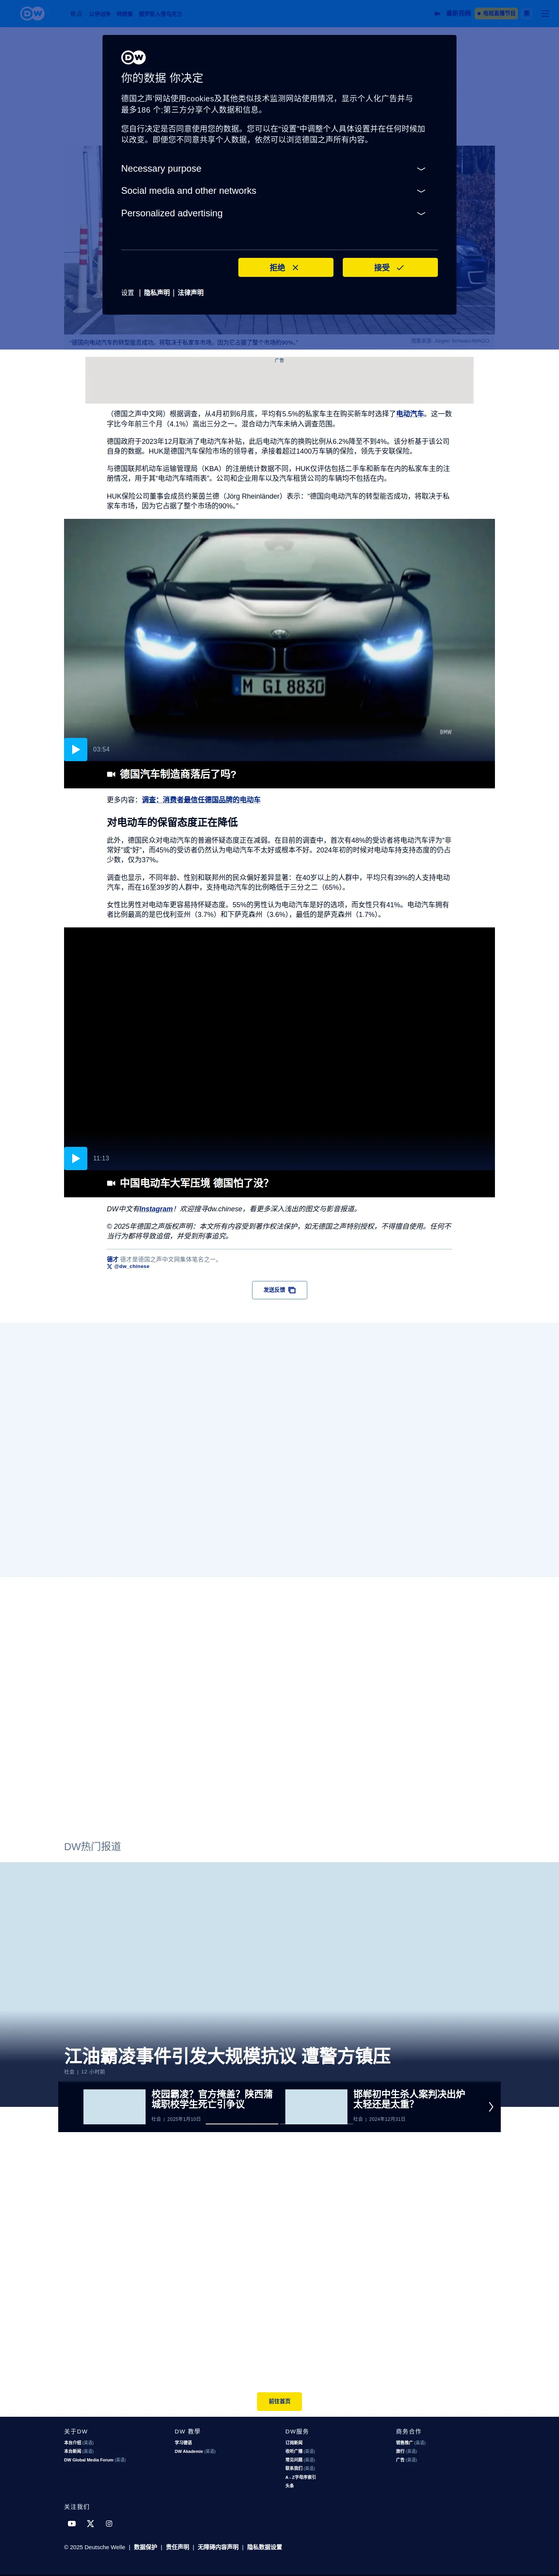 DW
你的数据 你决定
德国之声网站使用cookies及其他类似技术监测网站使用情况，显示个人化广告并与
最多186 个;第三方分享个人数据和信息。
您自行决定是否同意使用您的数据。您可以在“设置”中调整个人具体设置并在任何时候加
以改变。即便您不同意共享个人数据，依然可以浏览德国之声所有内容。
Necessary purpose
Social media and other networks
Personalized advertising
拒绝
接受
设置 | 隐私声明 | 法律声明
“德国向电动汽车的转型能否成功，将取决于私家车市场，因为它占据了整个市场的90%。”
广告
（德国之声中文网）根据调查，从4月初到6月底，平均有5.5%的私家车主在购买新车时选择了电动汽车。这一数
字比今年前三个月（4.1%）高出三分之一。混合动力汽车未纳入调查范围。
德国政府于2023年12月取消了电动汽车补贴，此后电动汽车的换购比例从6.2%降至不到4%。该分析基于该公司
自身的数据。HUK是德国汽车保险市场的领导者，承接着超过1400万车辆的保险，领先于安联保险。
与德国联邦机动车运输管理局（KBA）的注册统计数据不同，HUK仅评估包括二手车和新车在内的私家车主的注
册情况，用于其“电动汽车晴雨表”。公司和企业用车以及汽车租赁公司的车辆均不包括在内。
HUK保险公司董事会成员约莱茵兰德（Jörg Rheinländer）表示：“德国向电动汽车的转型能否成功，将取决于私
家车市场，因为它占据了整个市场的90%。”
M GI 8830
BMW
03:54
德国汽车制造商落后了吗?
更多内容：调查：消费者最信任德国品牌的电动车
对电动车的保留态度正在降低
此外，德国民众对电动汽车的普遍怀疑态度正在减弱。在目前的调查中，首次有48%的受访者将电动汽车评为“非
常好”或“好”，而45%的受访者仍然认为电动汽车不太好或根本不好。2024年初的时候对电动车持支持态度的仍占
少数，仅为37%。
调查也显示，不同年龄、性别和联邦州的民众偏好差异显著：在40岁以上的人群中，平均只有39%的人支持电动
汽车，而在16至39岁的人群中，支持电动汽车的比例略低于三分之二（65%）。
女性比男性对电动车更容易持怀疑态度。55%的男性认为电动汽车是好的选项，而女性只有41%。电动汽车拥有
者比例最高的是巴伐利亚州（3.7%）和下萨克森州（3.6%），最低的是萨克森州（1.7%）。
11:13
中国电动车大军压境 德国怕了没?
DW中文有Instagram！欢迎搜寻dw.chinese，看更多深入浅出的图文与影音报道。
© 2025年德国之声版权声明：本文所有内容受到著作权法保护，如无德国之声特别授权，不得擅自使用。任何不
当行为都将导致追偿，并受到刑事追究。
德才 德才是德国之声中文网集体笔名之一。
@dw_chinese
发送反馈
DW热门报道
江油霸凌事件引发大规模抗议 遭警方镇压
社会 | 12 小时前
校园霸凌？官方掩盖？陕西蒲
城职校学生死亡引争议
社会 | 2025年1月10日
邯郸初中生杀人案判决出炉
太轻还是太重?
社会 | 2024年12月31日
前往首页
关于DW
本台介绍 (英语)
本台新闻 (英语)
DW Global Media Forum (英语)
DW 教学
学习德语
DW Akademie (英语)
DW服务
订阅新闻
收听广播 (英语)
常见问题 (英语)
联系我们 (英语)
A - Z字母序索引
头条
商务合作
销售推广 (英语)
旅行 (英语)
广告 (英语)
关注我们
© 2025 Deutsche Welle | 数据保护 | 责任声明 | 无障碍内容声明 | 隐私数据设置